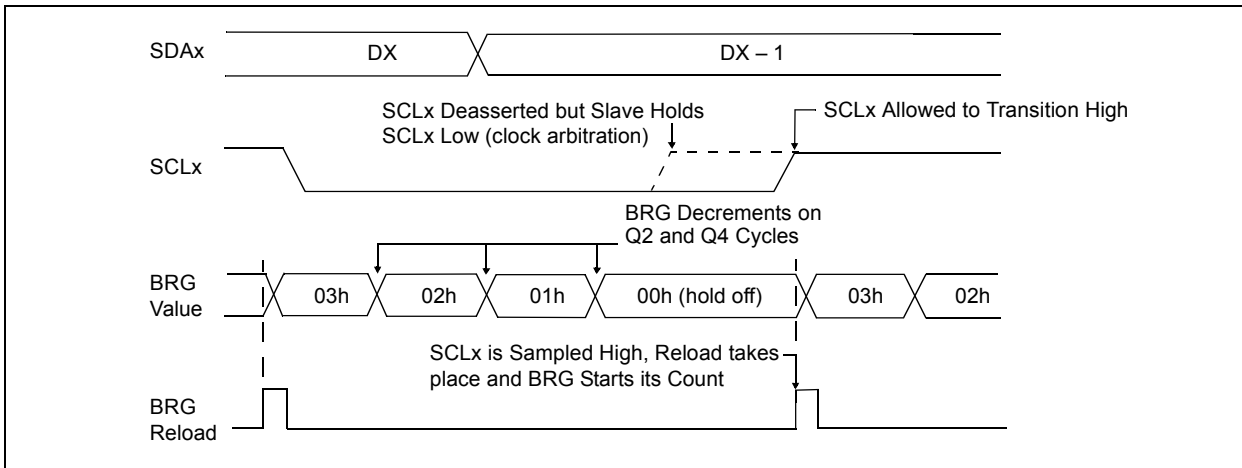 SDAx
DX
DX – 1
SCLx Deasserted but Slave Holds
SCLx Low (clock arbitration)
SCLx Allowed to Transition High
SCLx
BRG Decrements on
Q2 and Q4 Cycles
BRG
Value
03h
02h
01h
00h (hold off)
03h
02h
SCLx is Sampled High, Reload takes
place and BRG Starts its Count
BRG
Reload